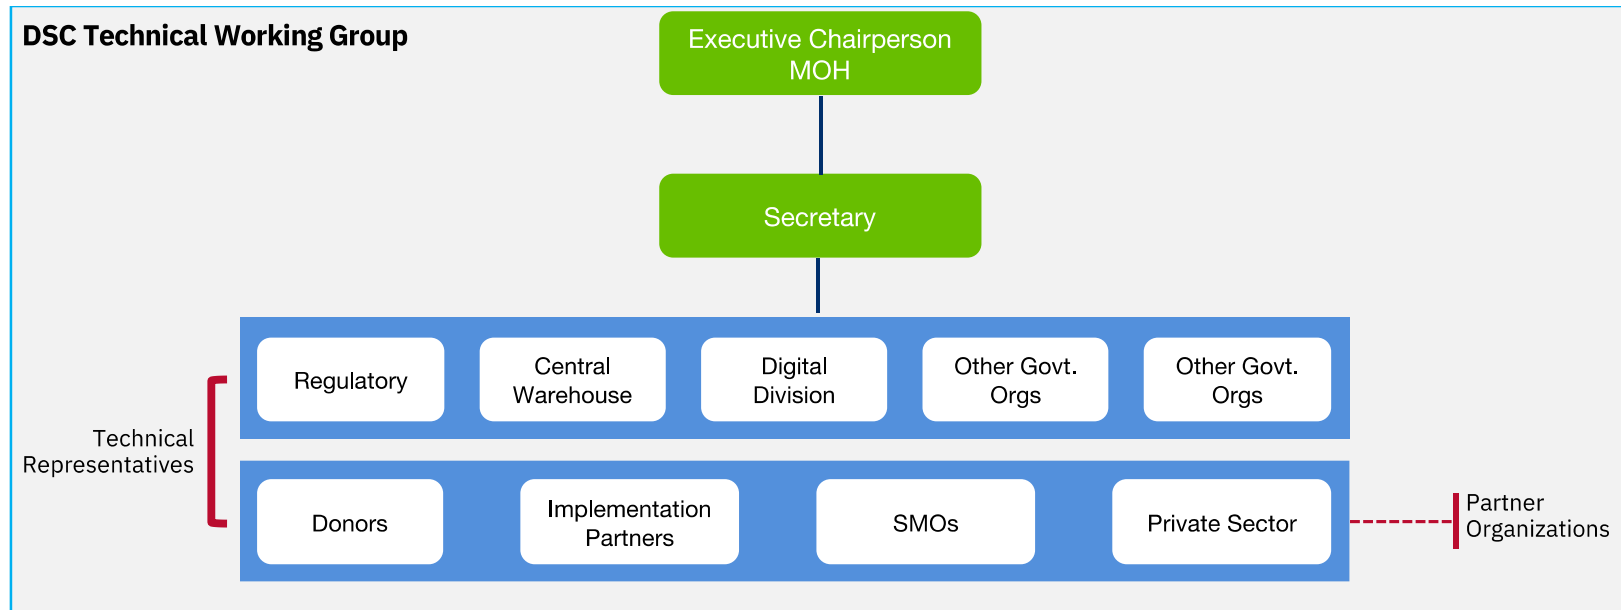 DSC Technical Working Group
Executive Chairperson
MOH
Secretary
Regulatory
Central
Warehouse
Digital
Division
Other Govt.
Orgs
Other Govt.
Orgs
Technical
Representatives
Donors
Implementation
Partners
SMOs
Private Sector
Partner
Organizations